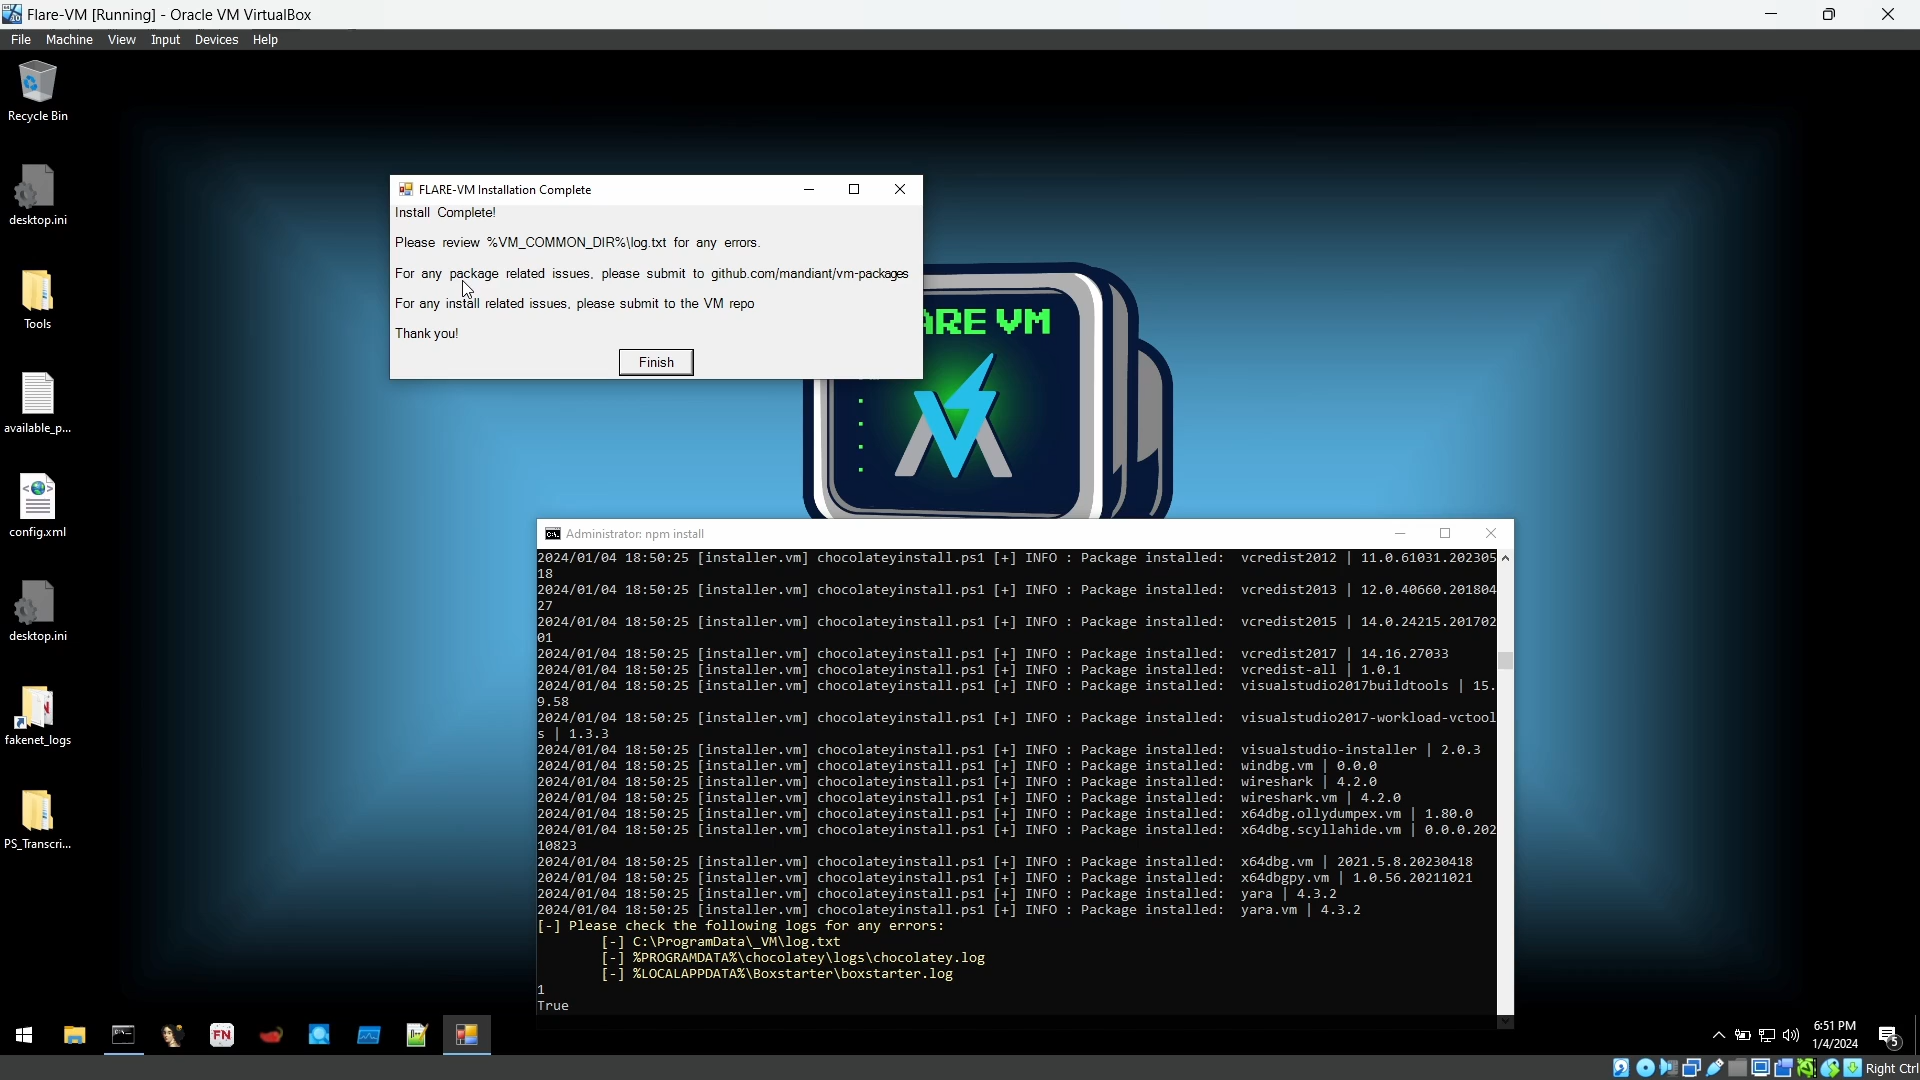 Flare-VM [Running] - Oracle VM VirtualBox
File Machine View Input Devices Help
Recycle Bin
desktop.ini
Tools
available_p...
config.xml
desktop.ini
fakenet_logs
PS_Transcri...
FLARE-VM Installation Complete
Install Complete!
Please review %VM_COMMON_DIR%\log.txt for any errors.
For any package related issues, please submit to github.com/mandiant/vm-packages
For any install related issues, please submit to the VM repo
Thank you!
Finish
ARE VM
Administrator: npm install
2024/01/04 18:50:25 [installer.vm] chocolateyinstall.ps1 [+] INFO : Package installed: vcredist2012 | 11.0.61031.202305
18
2024/01/04 18:50:25 [installer.vm] chocolateyinstall.ps1 [+] INFO : Package installed: vcredist2013 | 12.0.40660.201804
27
2024/01/04 18:50:25 [installer.vm] chocolateyinstall.ps1 [+] INFO : Package installed: vcredist2015 | 14.0.24215.201702
01
2024/01/04 18:50:25 [installer.vm] chocolateyinstall.ps1 [+] INFO : Package installed: vcredist2017 | 14.16.27033
2024/01/04 18:50:25 [installer.vm] chocolateyinstall.ps1 [+] INFO : Package installed: vcredist-all | 1.0.1
2024/01/04 18:50:25 [installer.vm] chocolateyinstall.ps1 [+] INFO : Package installed: visualstudio2017buildtools | 15.
9.58
2024/01/04 18:50:25 [installer.vm] chocolateyinstall.ps1 [+] INFO : Package installed: visualstudio2017-workload-vctool
s | 1.3.3
2024/01/04 18:50:25 [installer.vm] chocolateyinstall.ps1 [+] INFO : Package installed: visualstudio-installer | 2.0.3
2024/01/04 18:50:25 [installer.vm] chocolateyinstall.ps1 [+] INFO : Package installed: windbg.vm | 0.0.0
2024/01/04 18:50:25 [installer.vm] chocolateyinstall.ps1 [+] INFO : Package installed: wireshark | 4.2.0
2024/01/04 18:50:25 [installer.vm] chocolateyinstall.ps1 [+] INFO : Package installed: wireshark.vm | 4.2.0
2024/01/04 18:50:25 [installer.vm] chocolateyinstall.ps1 [+] INFO : Package installed: x64dbg.ollydumpex.vm | 1.80.0
2024/01/04 18:50:25 [installer.vm] chocolateyinstall.ps1 [+] INFO : Package installed: x64dbg.scyllahide.vm | 0.0.0.202
10823
2024/01/04 18:50:25 [installer.vm] chocolateyinstall.ps1 [+] INFO : Package installed: x64dbg.vm | 2021.5.8.20230418
2024/01/04 18:50:25 [installer.vm] chocolateyinstall.ps1 [+] INFO : Package installed: x64dbgpy.vm | 1.0.56.20211021
2024/01/04 18:50:25 [installer.vm] chocolateyinstall.ps1 [+] INFO : Package installed: yara | 4.3.2
2024/01/04 18:50:25 [installer.vm] chocolateyinstall.ps1 [+] INFO : Package installed: yara.vm | 4.3.2
[-] Please check the following logs for any errors:
[-] C:\ProgramData\_VM\log.txt
[-] %PROGRAMDATA%\chocolatey\logs\chocolatey.log
[-] %LOCALAPPDATA%\Boxstarter\boxstarter.log
1
True
FN
6:51 PM
1/4/2024
5
Right Ctrl